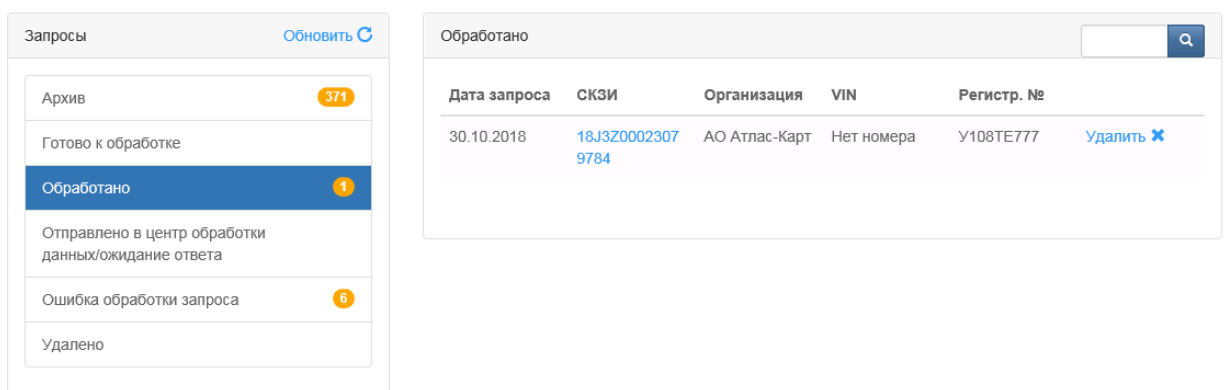 Запросы
Обновить
Архив 371
Готово к обработке
Обработано 1
Отправлено в центр обработки
данных/ожидание ответа
Ошибка обработки запроса 6
Удалено
Обработано
Дата запроса СКЗИ Организация VIN Регистр. №
30.10.2018 18J3Z0002307 АО Атлас-Карт Нет номера У108ТЕ777 Удалить
9784